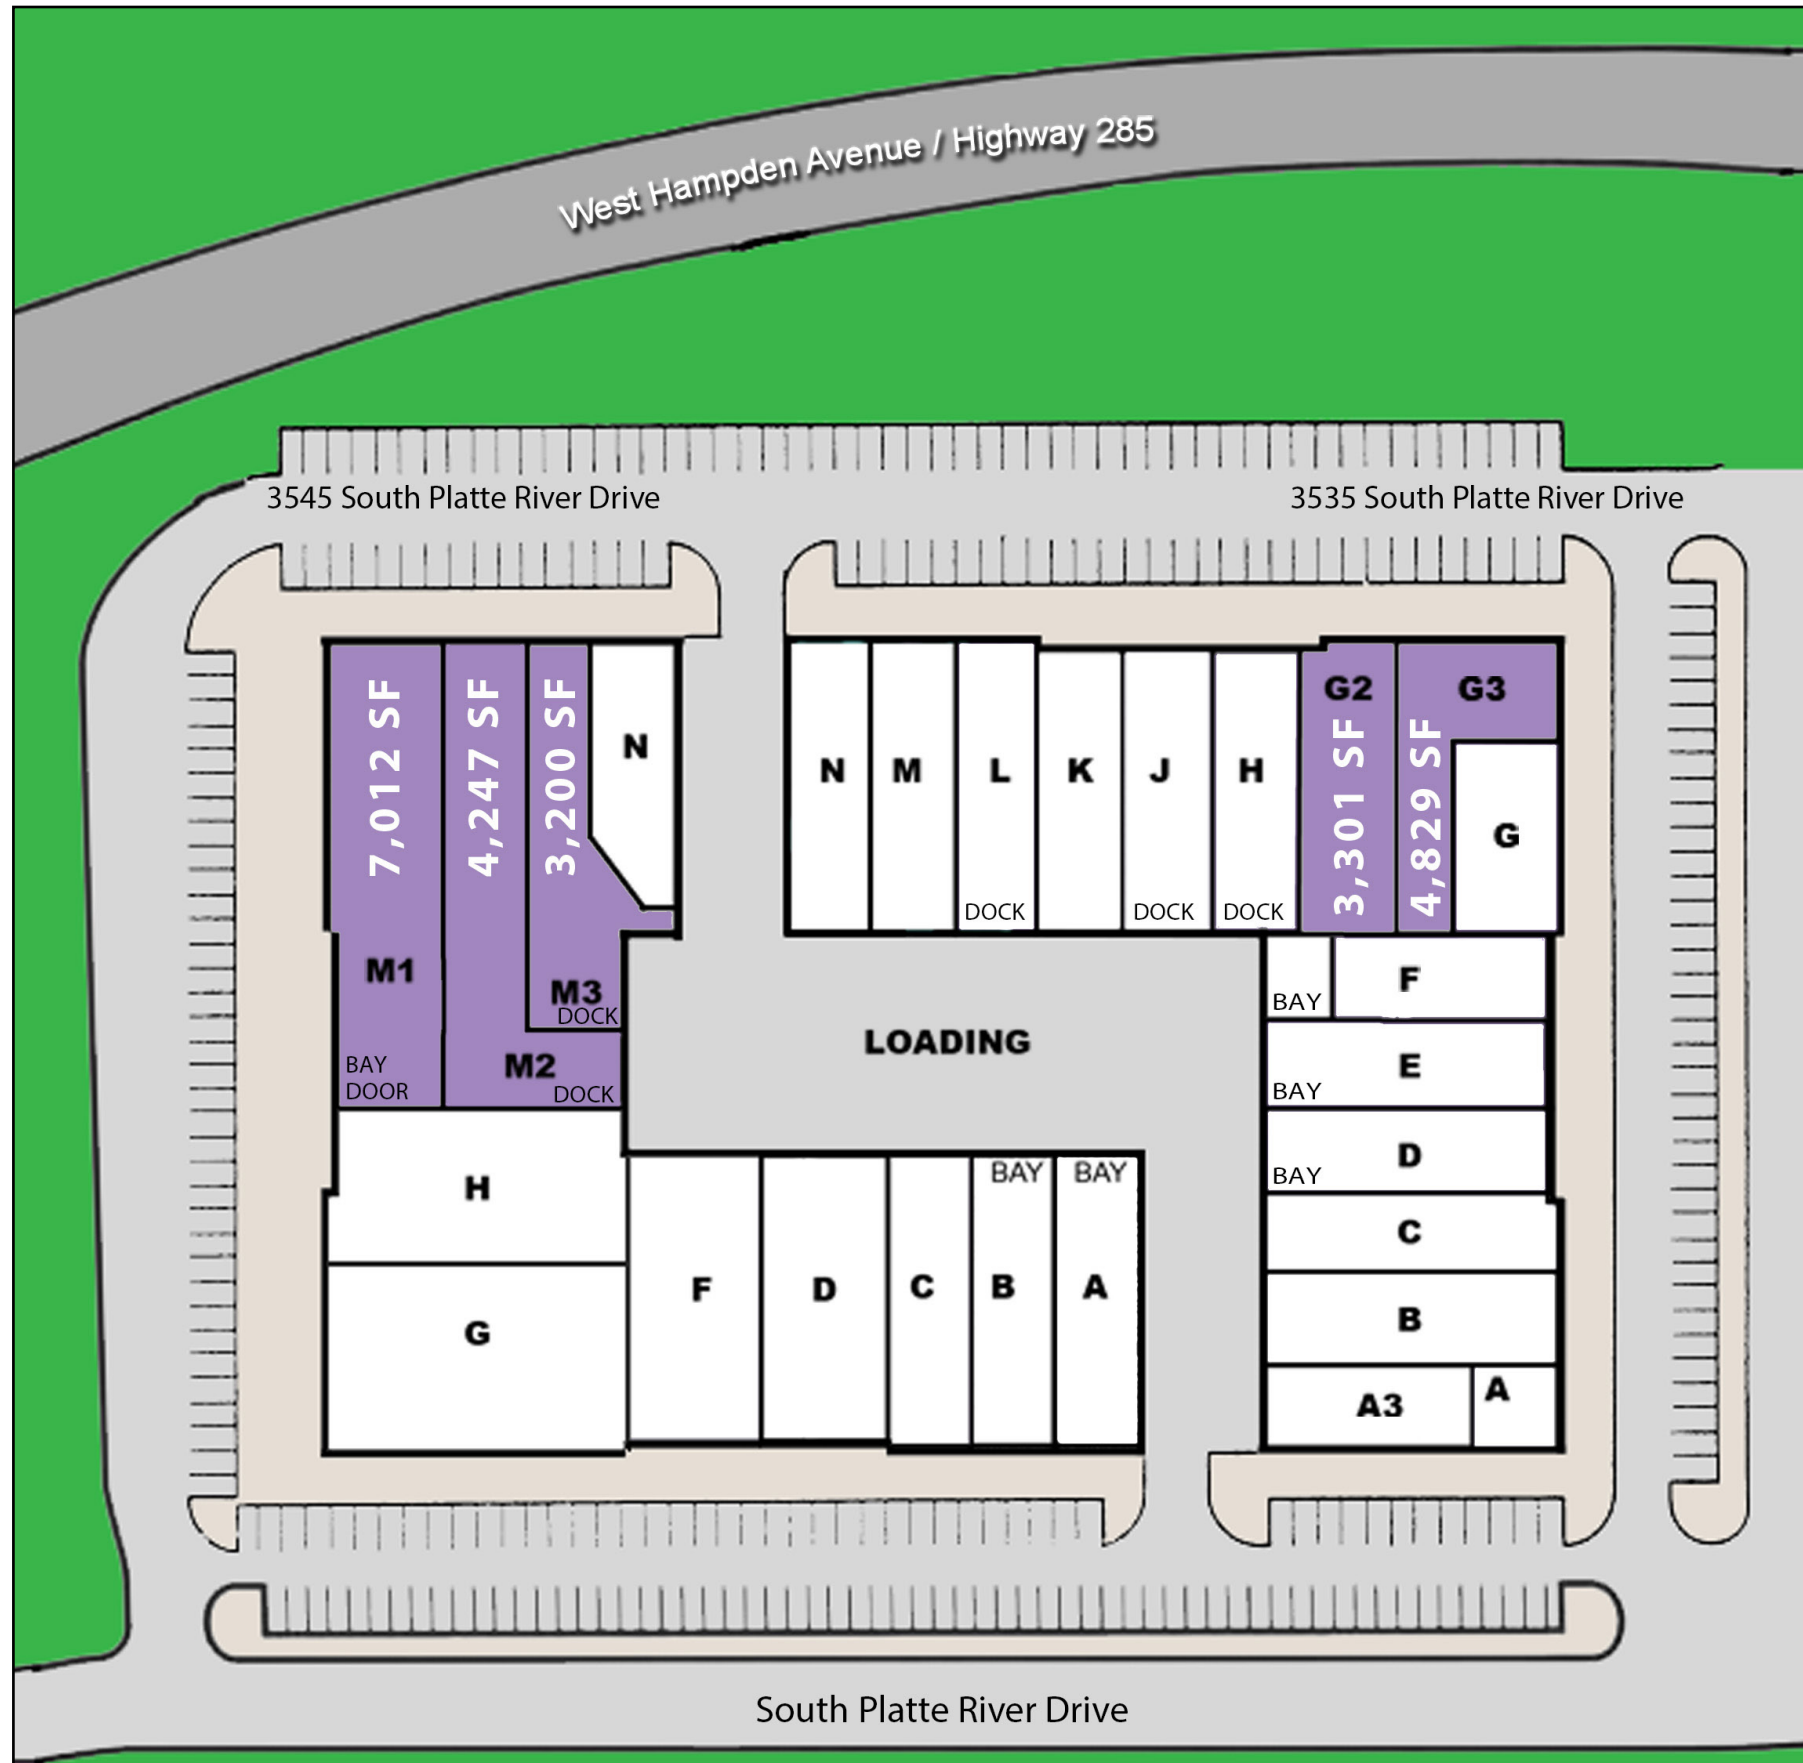 West Hampden Avenue / Highway 285
3545 South Platte River Drive
3535 South Platte River Drive
7,012 SF
4,247 SF
3,200 SF
N
M1
BAY
DOOR
M2
DOCK
M3
DOCK
N
M
L
DOCK
K
J
DOCK
H
DOCK
G2
3,301 SF
G3
4,829 SF
G
LOADING
BAY
F
BAY
E
BAY
D
C
B
A3
A
H
G
F
D
C
BAY
B
BAY
A
South Platte River Drive